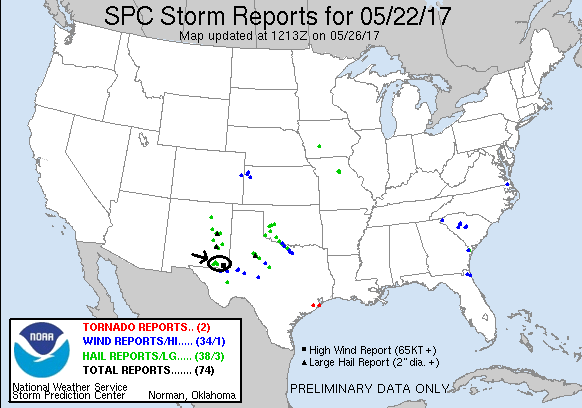 SPC Storm Reports for 05/22/17
Map updated at 1213Z on 05/26/17
NOAA
TORNADO REPORTS.. (2)
WIND REPORTS/HI..... (34/1)
HAIL REPORTS/LG..... (38/3)
TOTAL REPORTS....... (74)
National Weather Service
Storm Prediction Center Norman, Oklahoma
High Wind Report (65KT +)
Large Hail Report (2" dia. +)
PRELIMINARY DATA ONLY